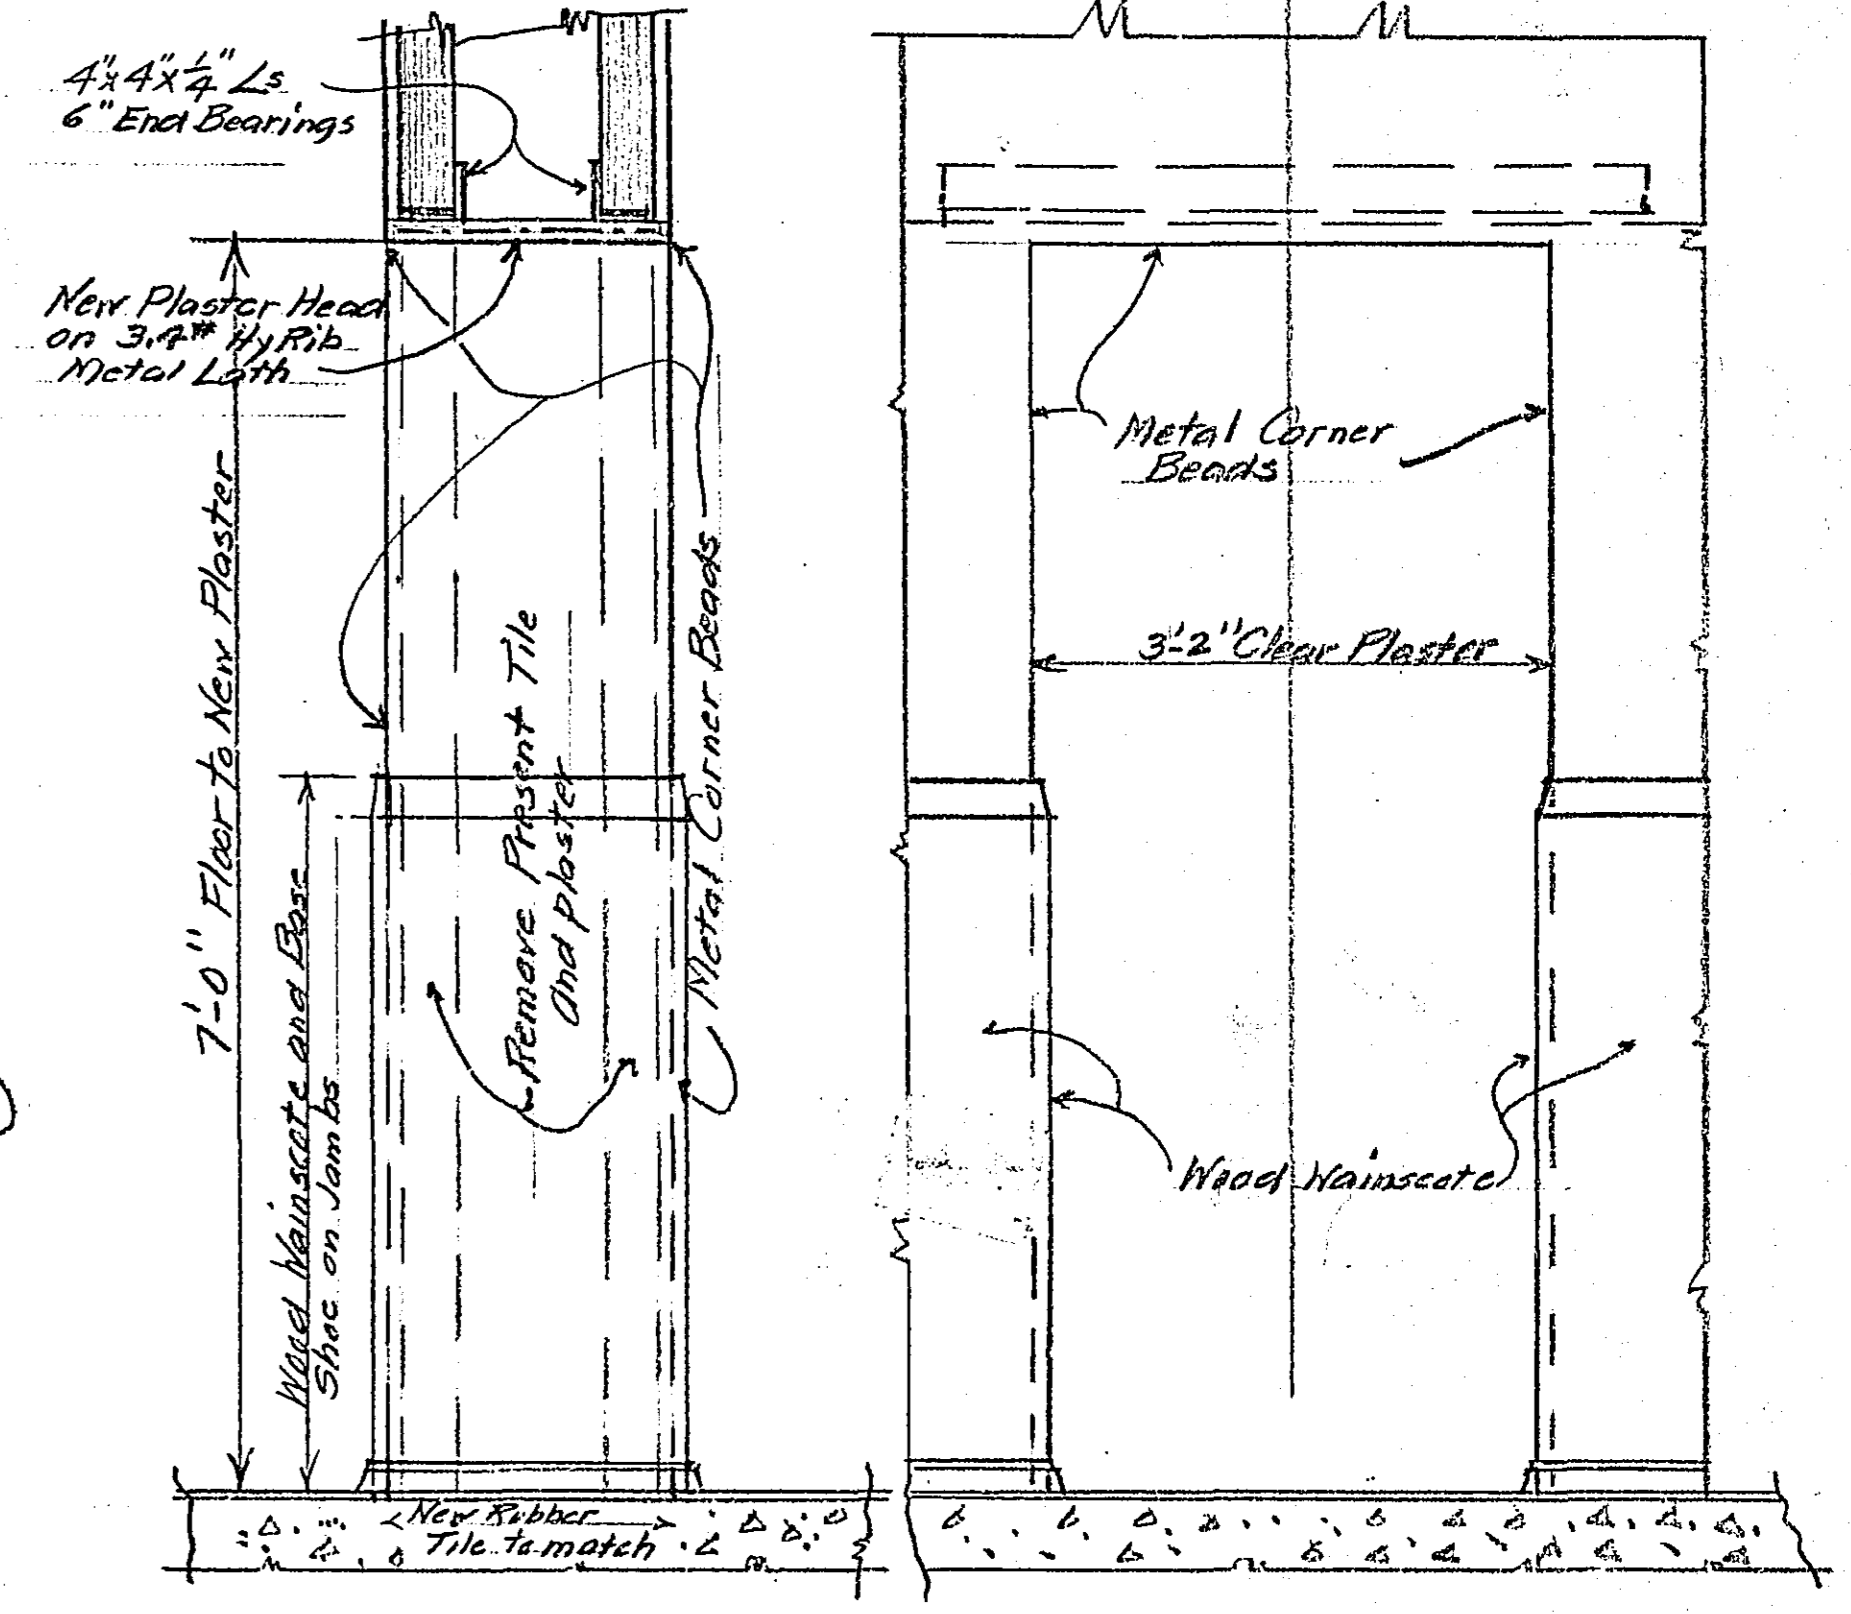 4"x4"x1/4" Ls
6" End Bearings
New Plaster Head
on 3.4# HyRib
Metal Lath
7'-0" Floor to New Plaster
Wood Wainscote and Base
Shoe on Jambs
Remove Present Tile
and plaster
Metal Corner Beads
New Rubber
Tile to match
Metal Corner
Beads
3'-2" Clear Plaster
Wood Wainscote